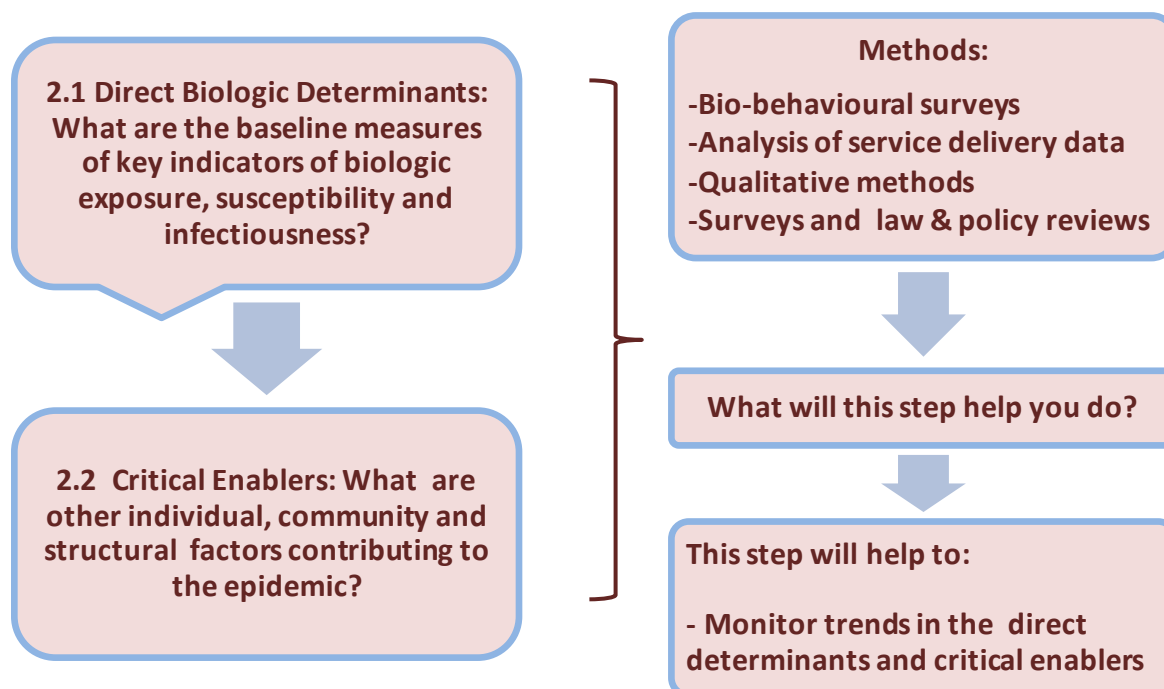 2.1 Direct Biologic Determinants:
What are the baseline measures
of key indicators of biologic
exposure, susceptibility and
infectiousness?
2.2 Critical Enablers: What are
other individual, community and
structural factors contributing to
the epidemic?
Methods:
-Bio-behavioural surveys
-Analysis of service delivery data
-Qualitative methods
-Surveys and law & policy reviews
What will this step help you do?
This step will help to:
- Monitor trends in the direct
determinants and critical enablers